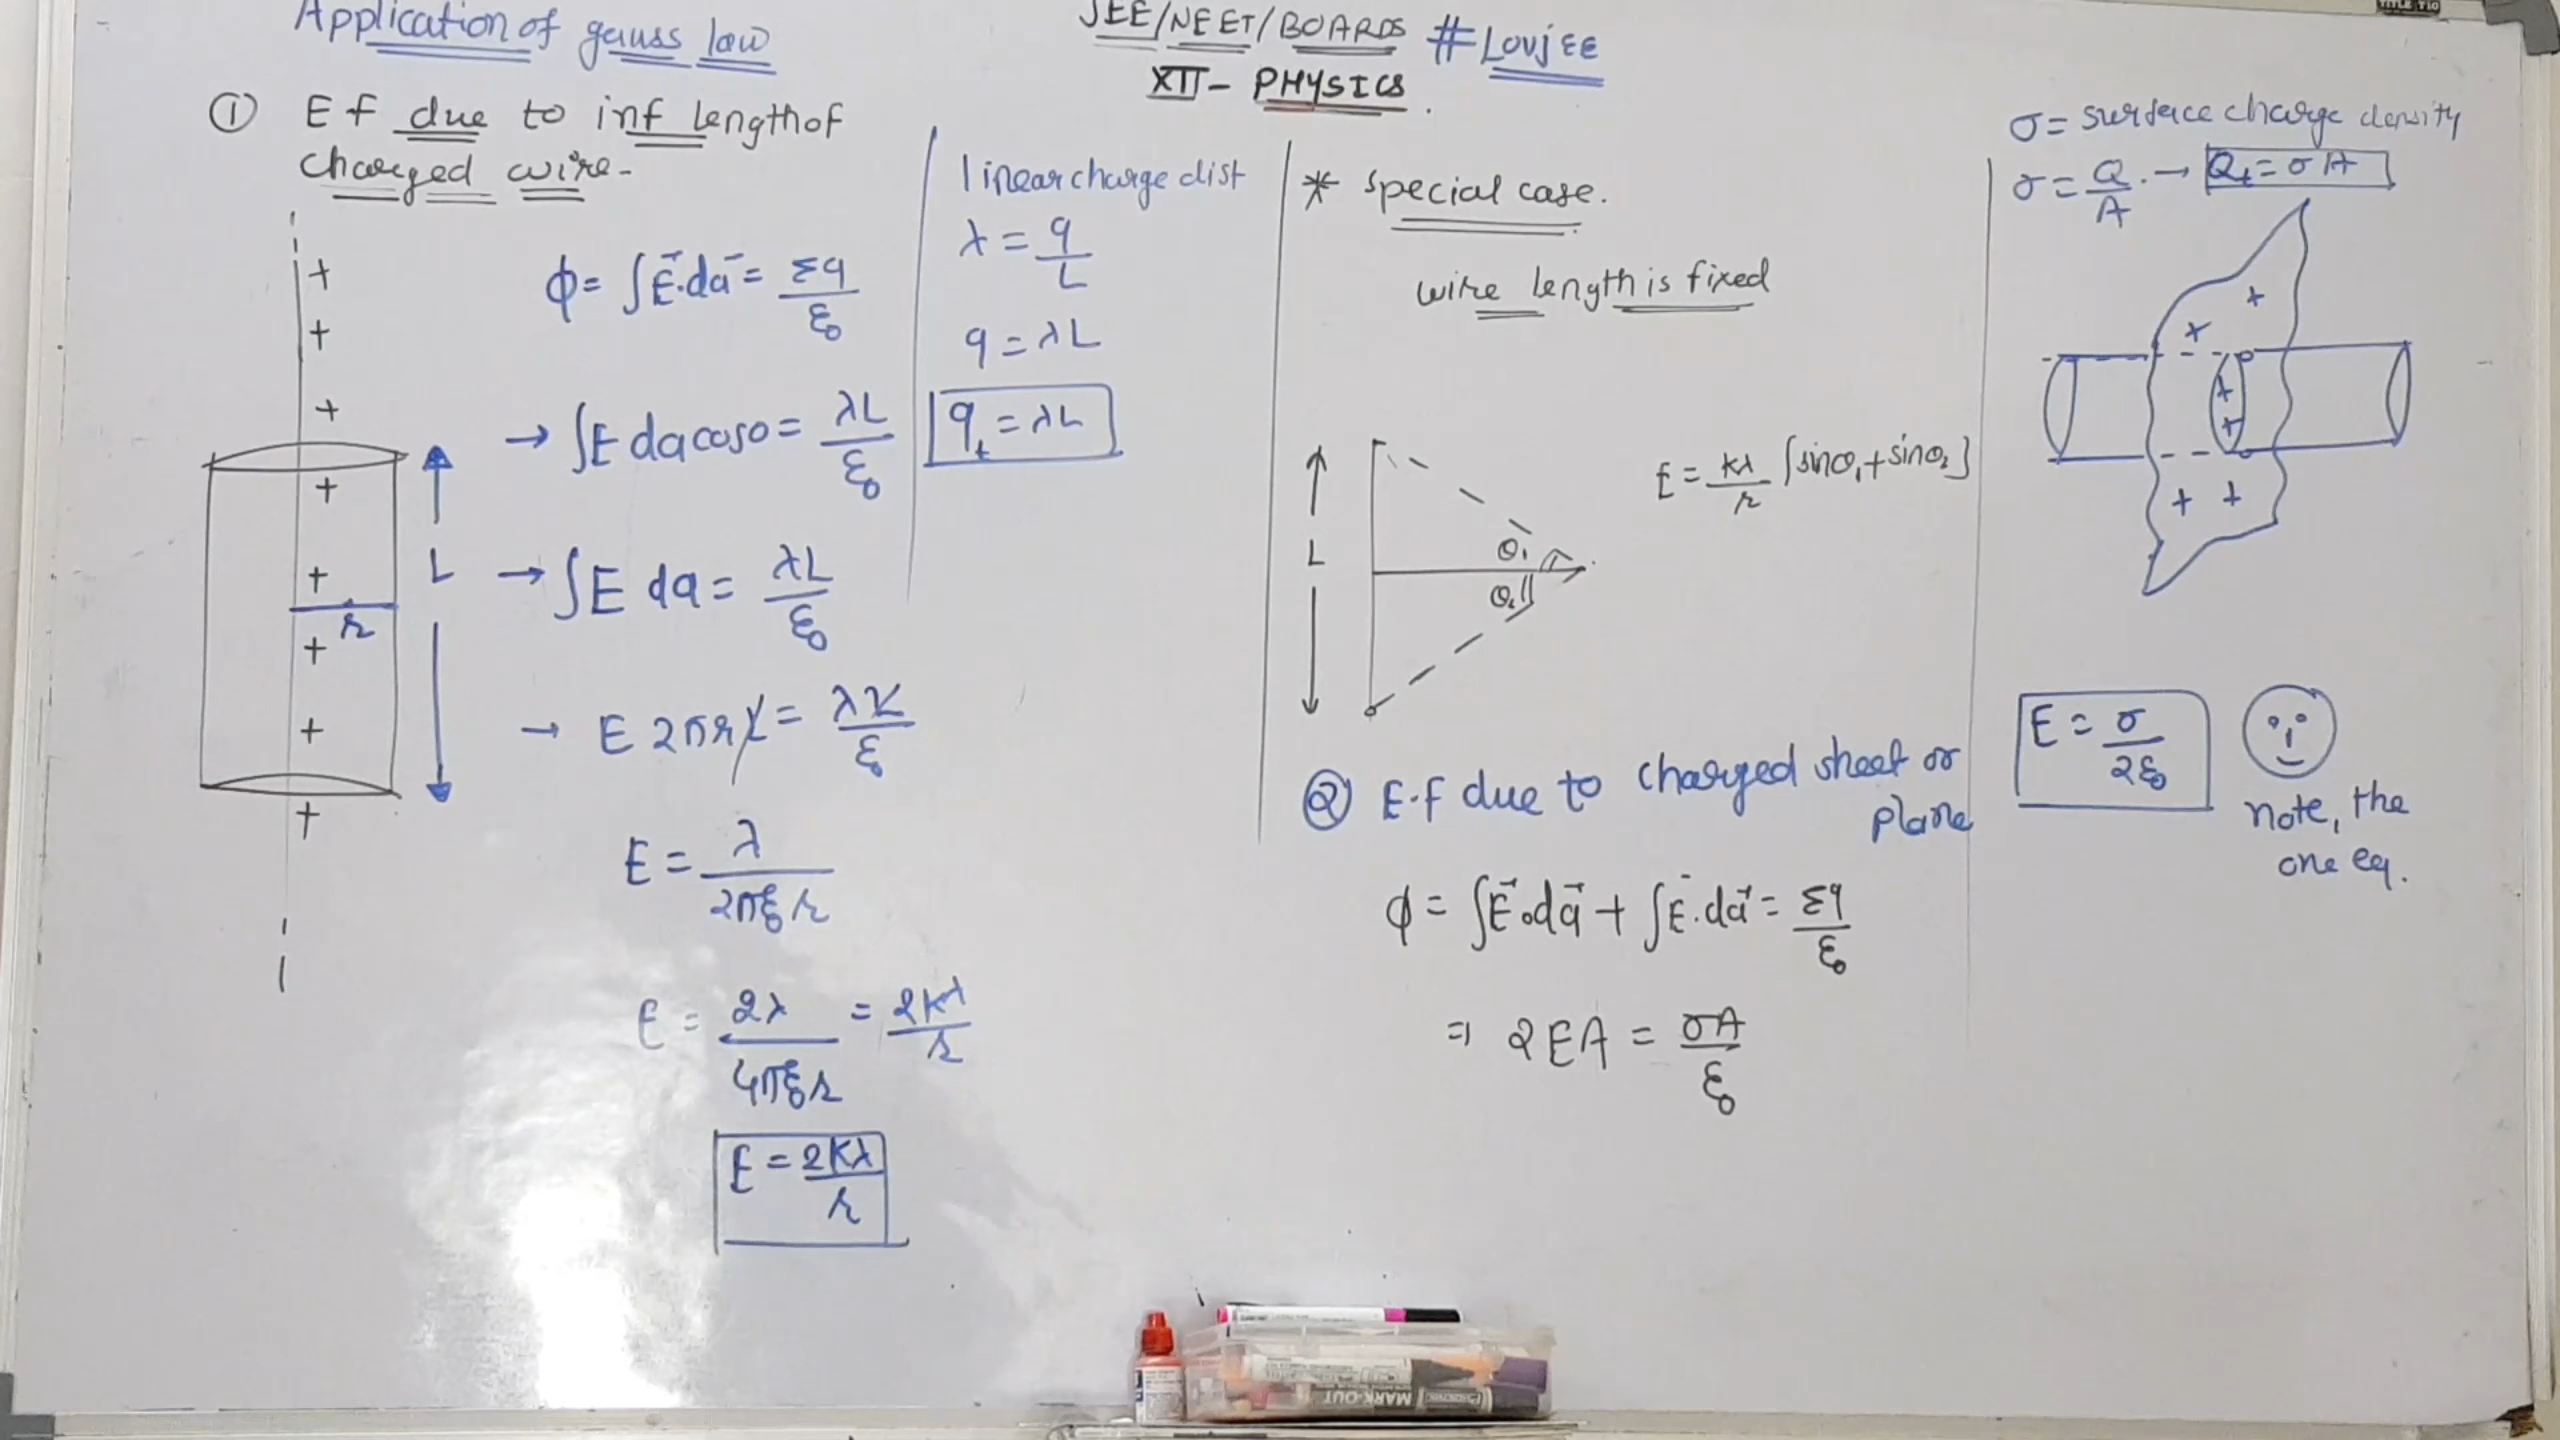 Application of gauss law
JEE/NEET/BOARDS #LovjEE
XII- PHYSICS.
① E f due to inf length of
charged wire-
+
+
+
+
+
r
+
+
+
L
ϕ= ∫E⃗.da⃗= Σq/ε₀
→ ∫E da cos0 = λL/ε₀
→ ∫E da = λL/ε₀
→ E 2πrL = λL/ε₀
E = λ/2πε₀r
E = 2λ/4πε₀r = 2kλ/r
E = 2Kλ/r
linear charge dist
λ = q/L
q = λL
qₜ = λL
* special case.
wire length is fixed
L
θ₁
θ₂
E = kλ/r [sinθ₁+sinθ₂]
② E.f due to charged sheet or
plane
ϕ = ∫E⃗.da⃗ + ∫E.da⃗ = Σq/ε₀
⇒ 2EA = σA/ε₀
σ= surface charge density
σ= Q/A. → Qₜ = σA
+
+
+
+
+ +
E = σ/2ε₀
note, the
one eq.
MARK-OUT